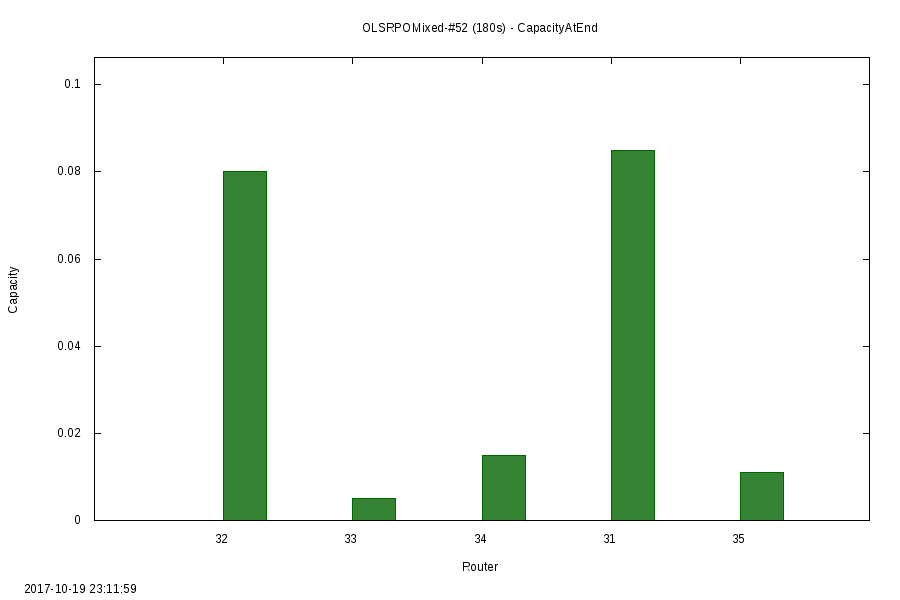 OLSRPOMixed-#52 (180s) - CapacityAtEnd
0.1
0.08
0.06
0.04
0.02
0
Capacity
32 33 34 31 35
Router
2017-10-19 23:11:59